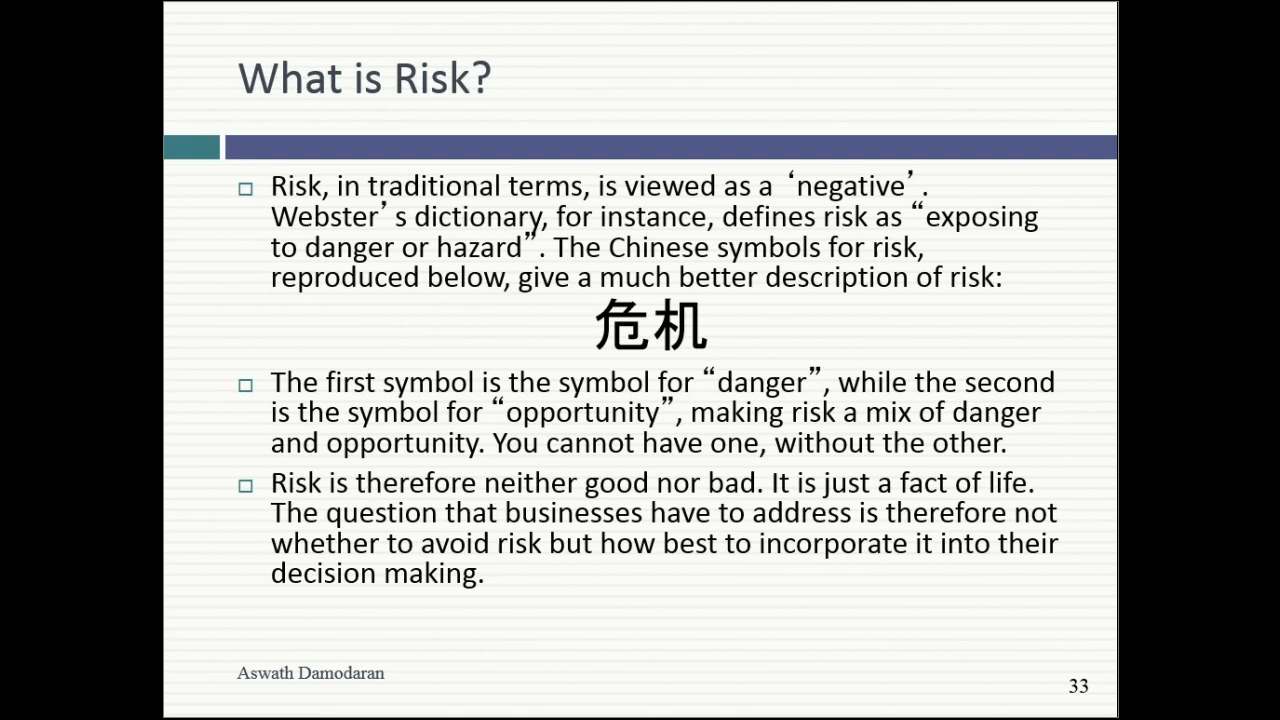 What is Risk?
Risk, in traditional terms, is viewed as a ‘negative’.
Webster’s dictionary, for instance, defines risk as “exposing
to danger or hazard”. The Chinese symbols for risk,
reproduced below, give a much better description of risk:
危机
The first symbol is the symbol for “danger”, while the second
is the symbol for “opportunity”, making risk a mix of danger
and opportunity. You cannot have one, without the other.
Risk is therefore neither good nor bad. It is just a fact of life.
The question that businesses have to address is therefore not
whether to avoid risk but how best to incorporate it into their
decision making.
Aswath Damodaran
33